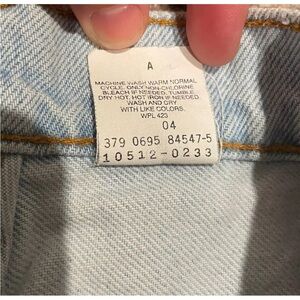 A
MACHINE WASH WARM NORMAL
CYCLE. ONLY NON-CHLORINE
BLEACH IF NEEDED. TUMBLE
DRY HOT, HOT IRON IF NEEDED.
WASH AND DRY
WITH LIKE COLORS.
WPL 423
04
379 0695 84547-5
10512-0233